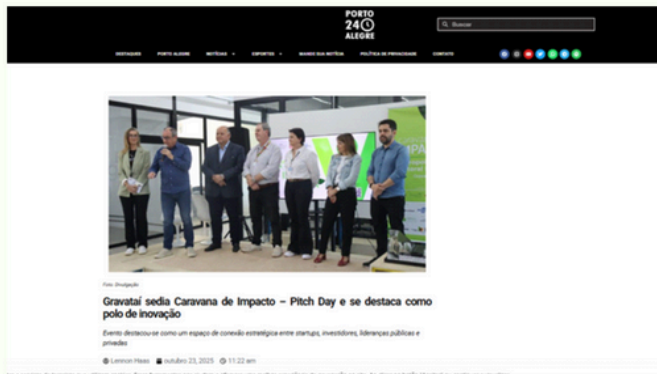 PORTO
24
ALEGRE
Buscar
DESTAQUES PORTO ALEGRE NOTÍCIAS ESPORTES MANDE SUA NOTÍCIA POLÍTICA DE PRIVACIDADE CONTATO
Foto: Divulgação
Gravataí sedia Caravana de Impacto – Pitch Day e se destaca como
polo de inovação
Evento destacou-se como um espaço de conexão estratégica entre startups, investidores, lideranças públicas e
privadas
Lennon Haas outubro 23, 2025 11:22 am